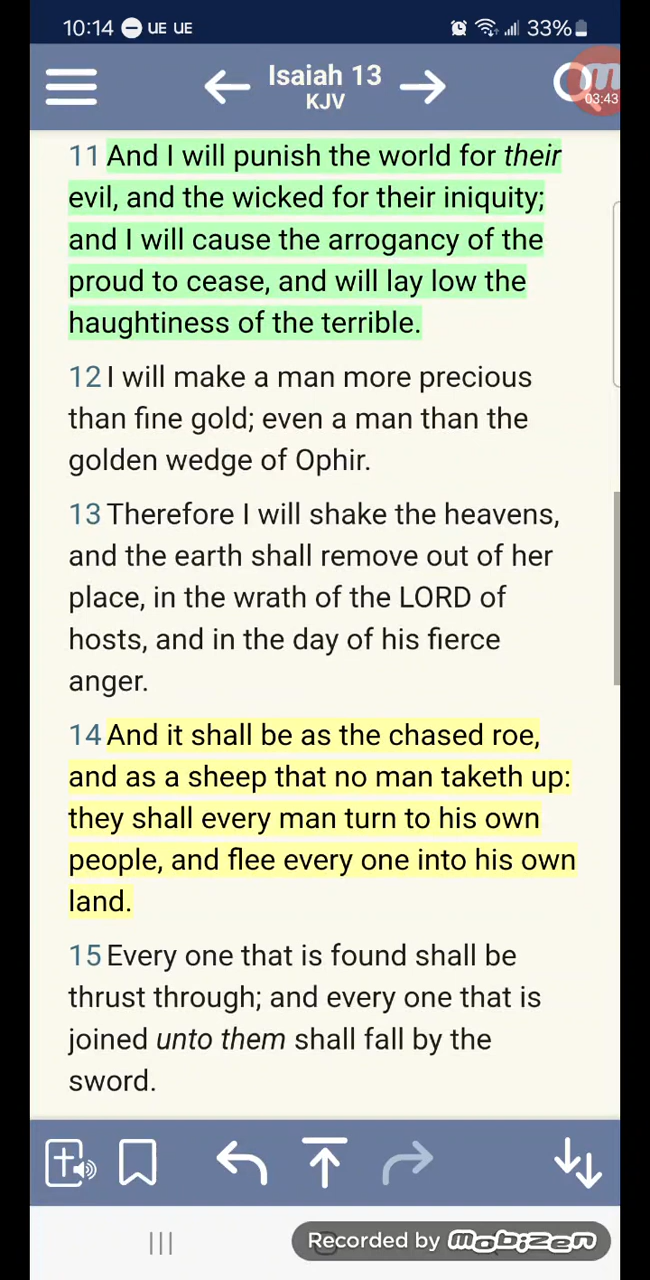 10:14 UE UE 33%
Isaiah 13
KJV
03:43
11 And I will punish the world for their
evil, and the wicked for their iniquity;
and I will cause the arrogancy of the
proud to cease, and will lay low the
haughtiness of the terrible.
12 I will make a man more precious
than fine gold; even a man than the
golden wedge of Ophir.
13 Therefore I will shake the heavens,
and the earth shall remove out of her
place, in the wrath of the LORD of
hosts, and in the day of his fierce
anger.
14 And it shall be as the chased roe,
and as a sheep that no man taketh up:
they shall every man turn to his own
people, and flee every one into his own
land.
15 Every one that is found shall be
thrust through; and every one that is
joined unto them shall fall by the
sword.
Recorded by mobizen